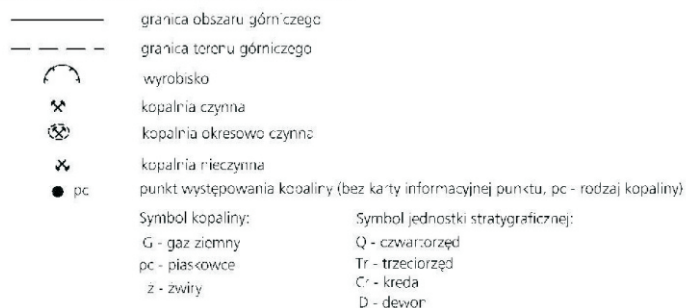 granica obszaru górniczego
granica terenu górniczego
wyrobisko
kopalnia czynna
kopalnia okresowo czynna
kopalnia nieczynna
pc punkt występowania kopaliny (bez karty informacyjnej punktu, pc - rodzaj kopaliny)
Symbol kopaliny: Symbol jednostki stratygraficznej:
G - gaz ziemny Q - czwartorzęd
pc - piaskowce Tr - trzeciorzęd
ż - żwiry Cr - kreda
D - dewon